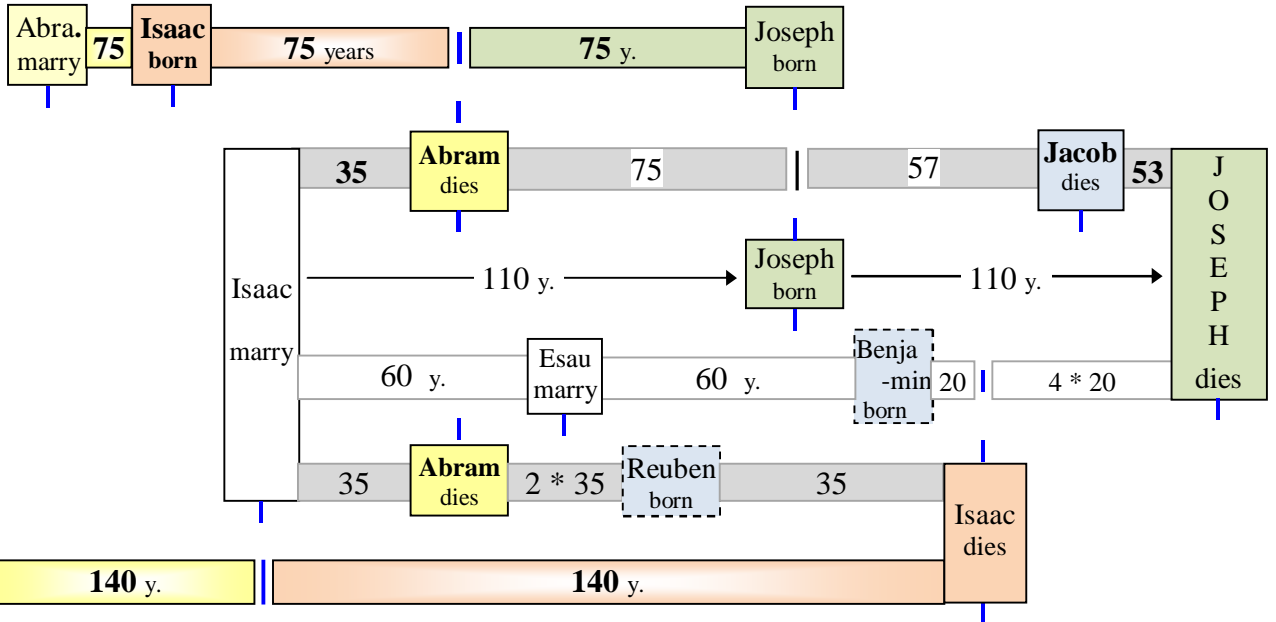 Abra.
marry
75
Isaac
born
75 years
75 y.
Joseph
born
35
Abram
dies
75
57
Jacob
dies
53
J
O
S
E
P
H
dies
Isaac
marry
110 y.
Joseph
born
110 y.
60 y.
Esau
marry
60 y.
Benja
-min
born
20
4 * 20
35
Abram
dies
2 * 35
Reuben
born
35
Isaac
dies
140 y.
140 y.